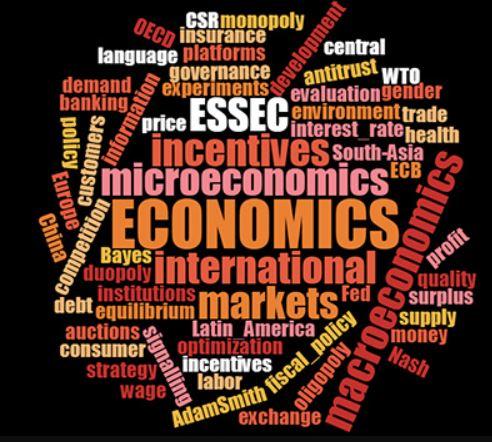 OECD
CSR monopoly
insurance
development
central
language platforms
governance
antitrust WTO
demand
experiments
evaluation gender
banking
information
price ESSEC
environment trade
policy
customers
interest_rate health
incentives South-Asia
ECB
microeconomics
Europe
China
competition
ECONOMICS
macroeconomics
profit
Bayes
duopoly international
quality
institutions
markets Fed
surplus
debt equilibrium
supply
auctions
signalling
Latin_America
money
consumer
optimization
fiscal_policy
Nash
strategy
incentives
oligopoly
wage
labor
AdamSmith
exchange